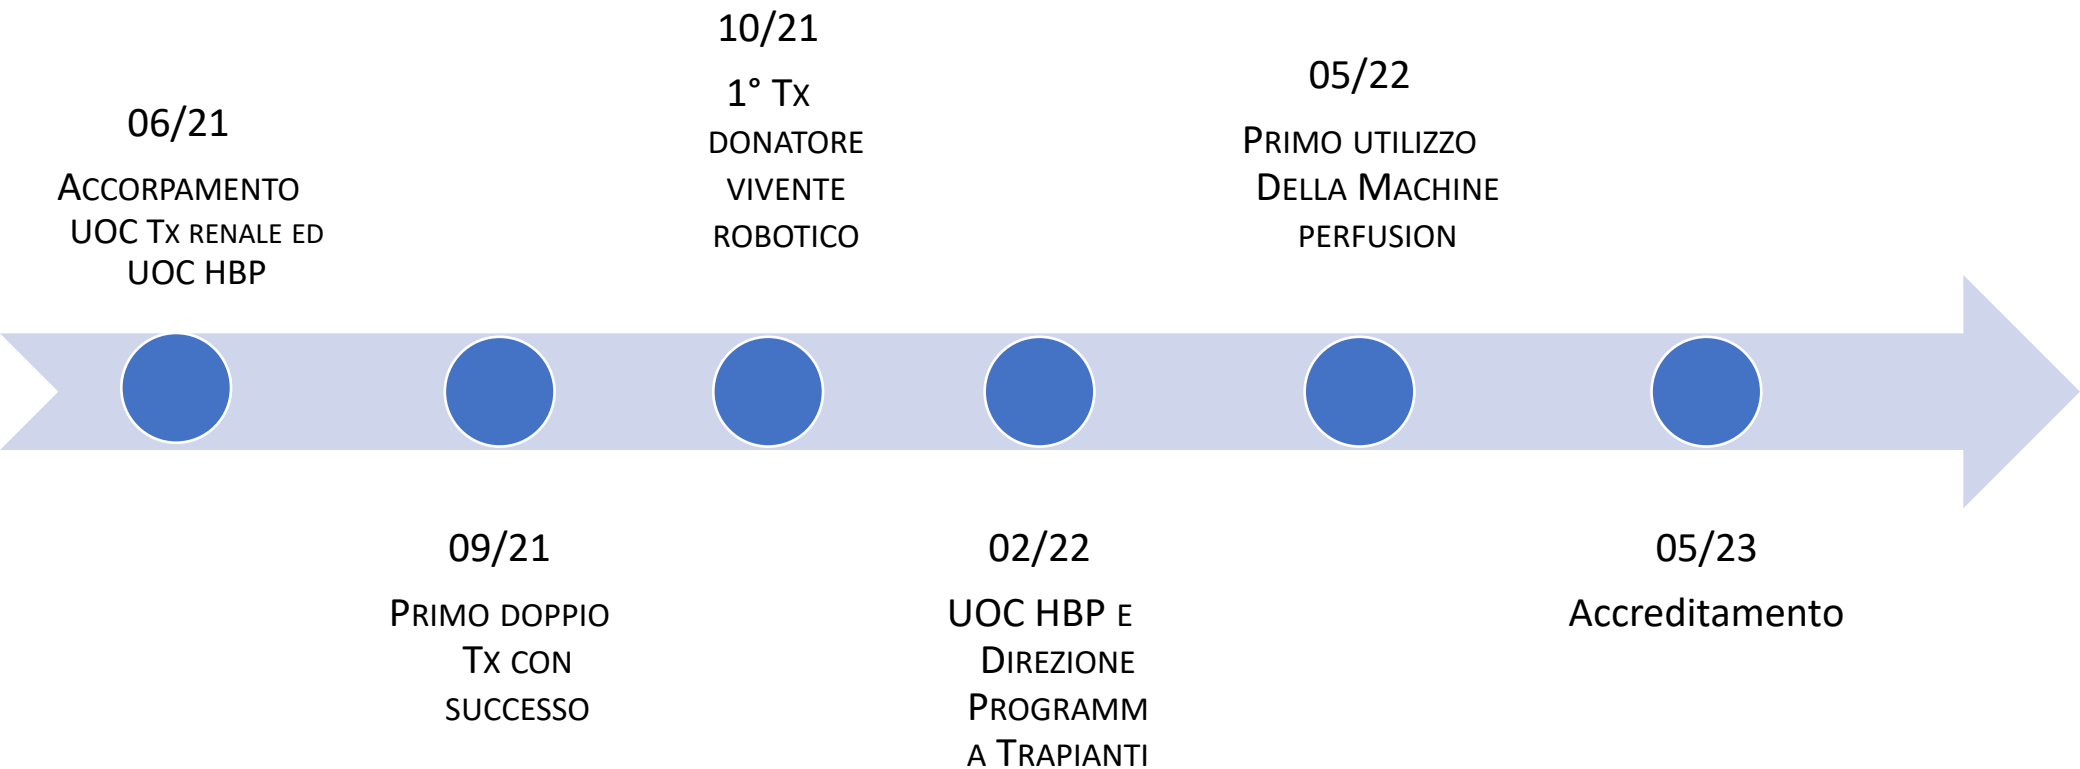 06/21
Accorpamento
UOC Tx renale ed
UOC HBP
09/21
Primo doppio
Tx con
successo
10/21
1° Tx
donatore
vivente
robotico
02/22
UOC HBP e
Direzione
Programm
a Trapianti
05/22
Primo utilizzo
Della Machine
perfusion
05/23
Accreditamento